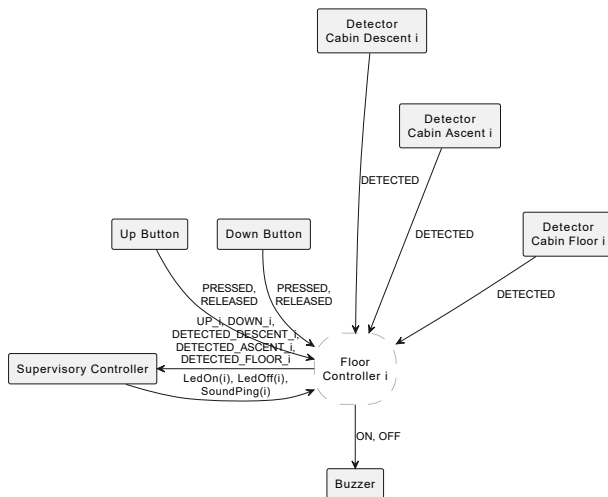 Detector
Cabin Descent i
Detector
Cabin Ascent i
DETECTED
Detector
Cabin Floor i
Up Button
Down Button
DETECTED
PRESSED,
RELEASED
PRESSED,
RELEASED
DETECTED
UP_i, DOWN_i,
DETECTED_DESCENT_i,
DETECTED_ASCENT_i,
DETECTED_FLOOR_i
Supervisory Controller
Floor
Controller i
LedOn(i), LedOff(i),
SoundPing(i)
ON, OFF
Buzzer